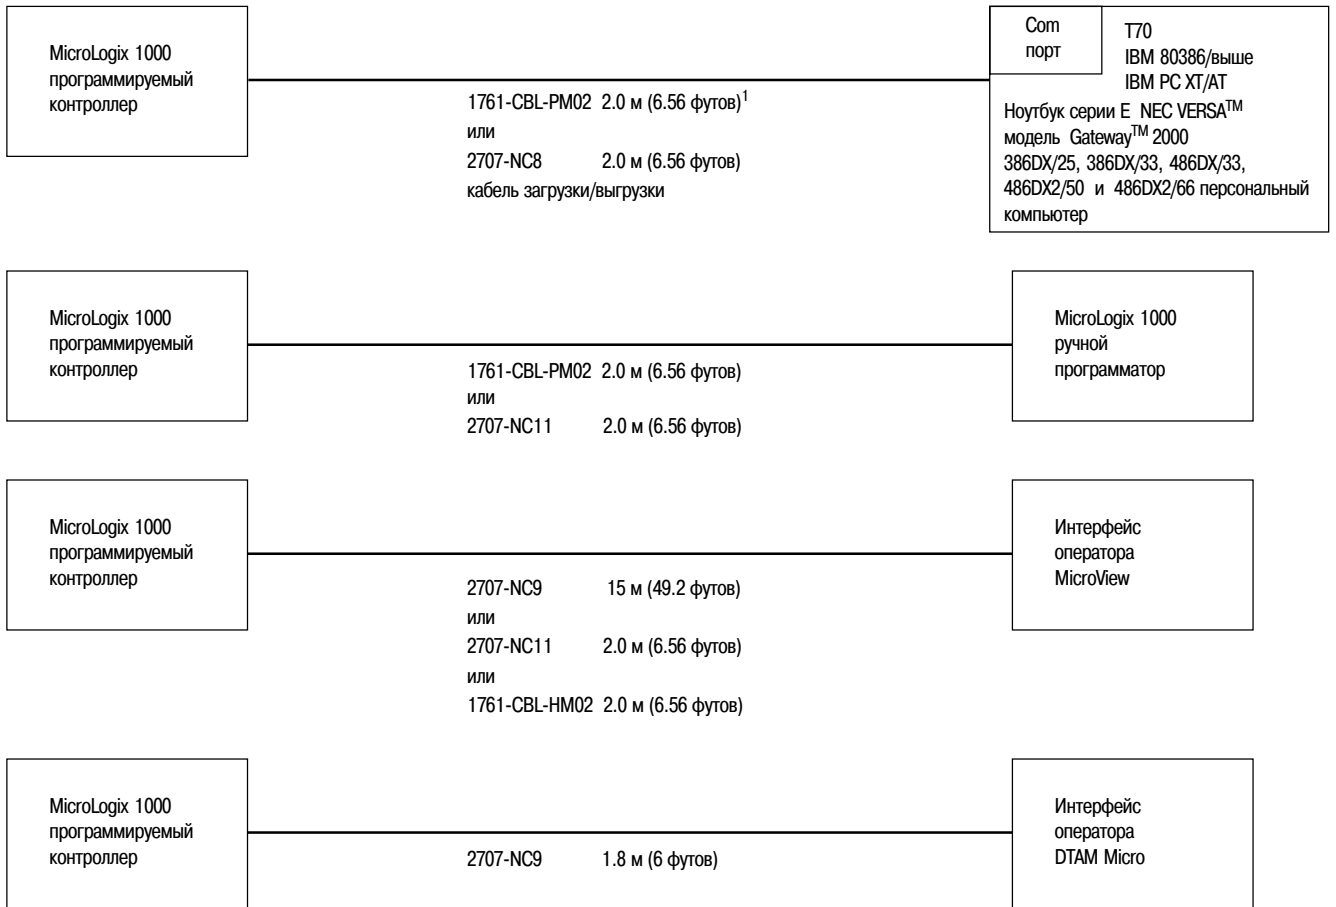 MicroLogix 1000
программируемый
контроллер
1761-CBL-PM02 2.0 м (6.56 футов)1
или
2707-NC8 2.0 м (6.56 футов)
кабель загрузки/выгрузки
Com
порт
T70
IBM 80386/выше
IBM PC XT/AT
Ноутбук серии E NEC VERSA™
модель Gateway™ 2000
386DX/25, 386DX/33, 486DX/33,
486DX2/50 и 486DX2/66 персональный
компьютер
MicroLogix 1000
программируемый
контроллер
1761-CBL-PM02 2.0 м (6.56 футов)
или
2707-NC11 2.0 м (6.56 футов)
MicroLogix 1000
ручной
программатор
MicroLogix 1000
программируемый
контроллер
2707-NC9 15 м (49.2 футов)
или
2707-NC11 2.0 м (6.56 футов)
или
1761-CBL-HM02 2.0 м (6.56 футов)
Интерфейс
оператора
MicroView
MicroLogix 1000
программируемый
контроллер
2707-NC9 1.8 м (6 футов)
Интерфейс
оператора
DTAM Micro